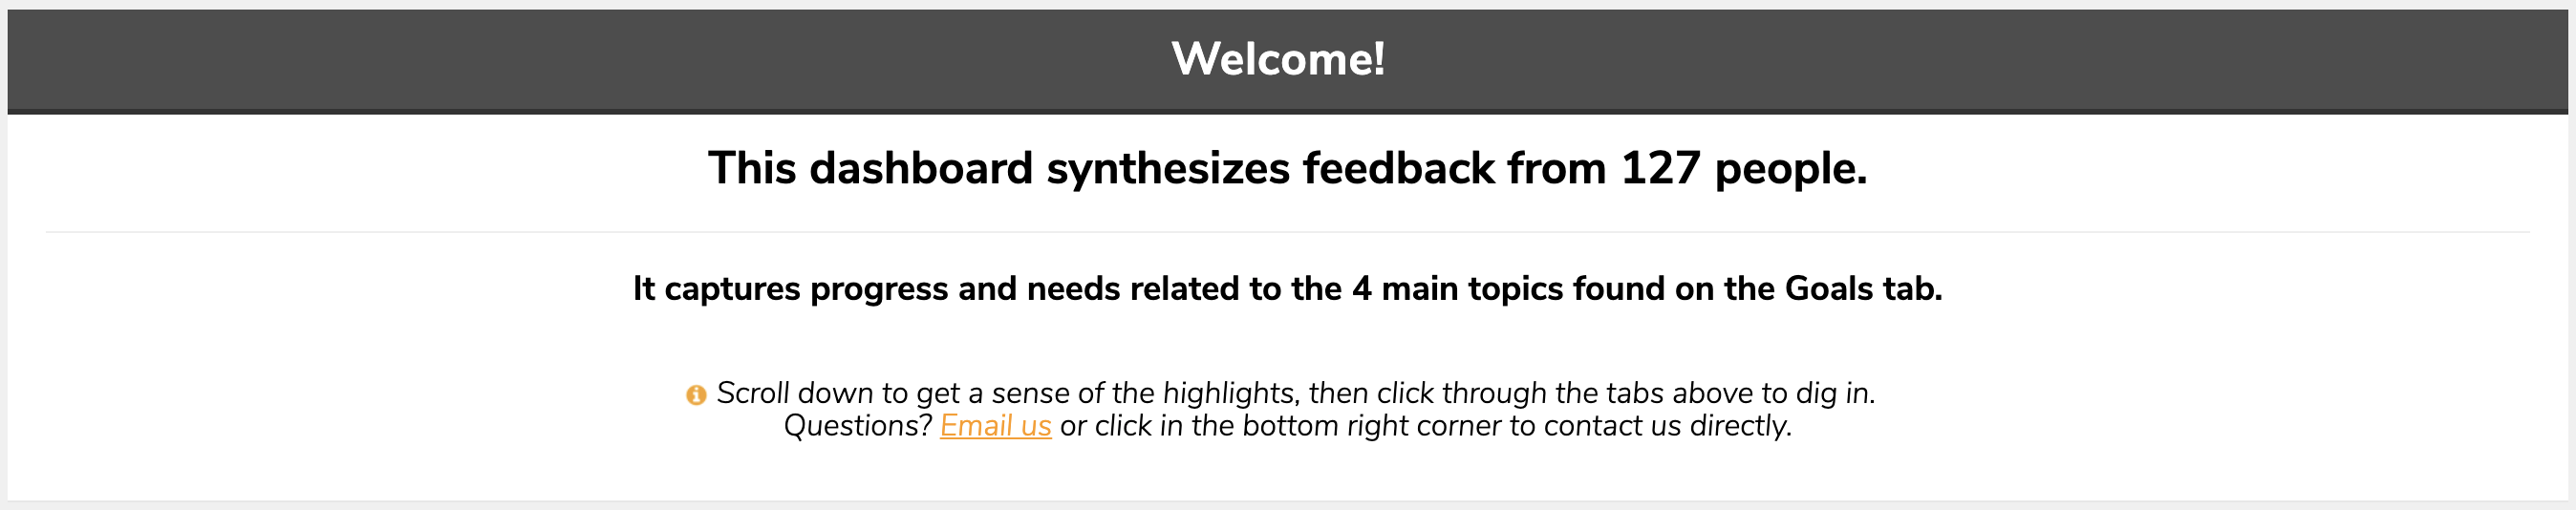 Welcome!
This dashboard synthesizes feedback from 127 people.
It captures progress and needs related to the 4 main topics found on the Goals tab.
Scroll down to get a sense of the highlights, then click through the tabs above to dig in.
Questions? Email us or click in the bottom right corner to contact us directly.